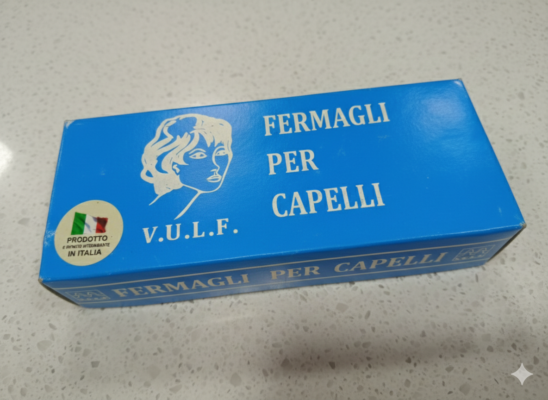 FERMAGLI
PER
CAPELLI
V.U.L.F.
PRODOTTO
IN ITALIA
FERMAGLI PER CAPELLI